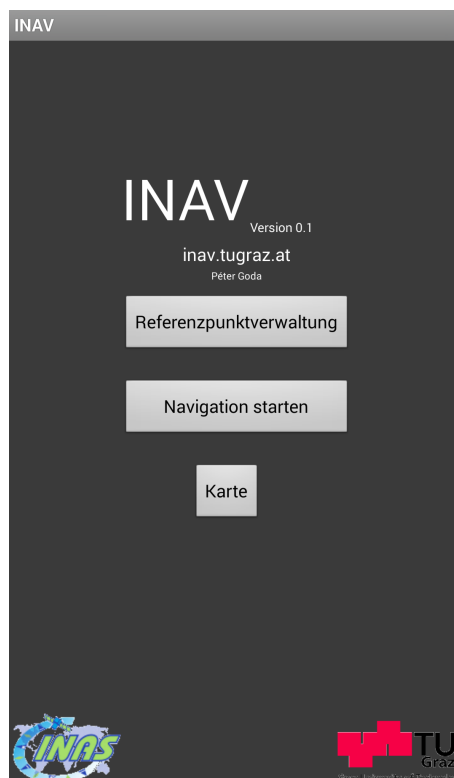 INAV
INAV
Version 0.1
inav.tugraz.at
Péter Goda
Referenzpunktverwaltung
Navigation starten
Karte
INAS
TU
Graz